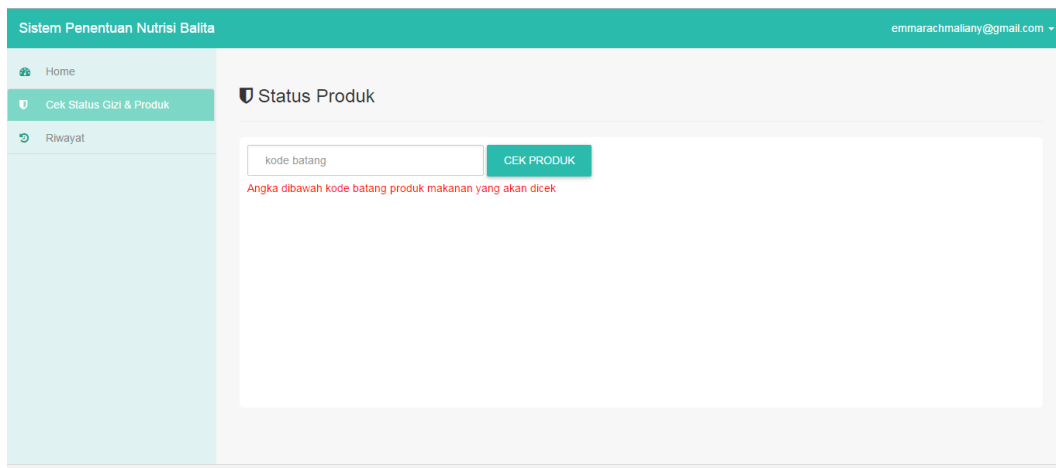 Sistem Penentuan Nutrisi Balita
emmarachmaliany@gmail.com
Home
Cek Status Gizi & Produk
Riwayat
Status Produk
kode batang
CEK PRODUK
Angka dibawah kode batang produk makanan yang akan dicek